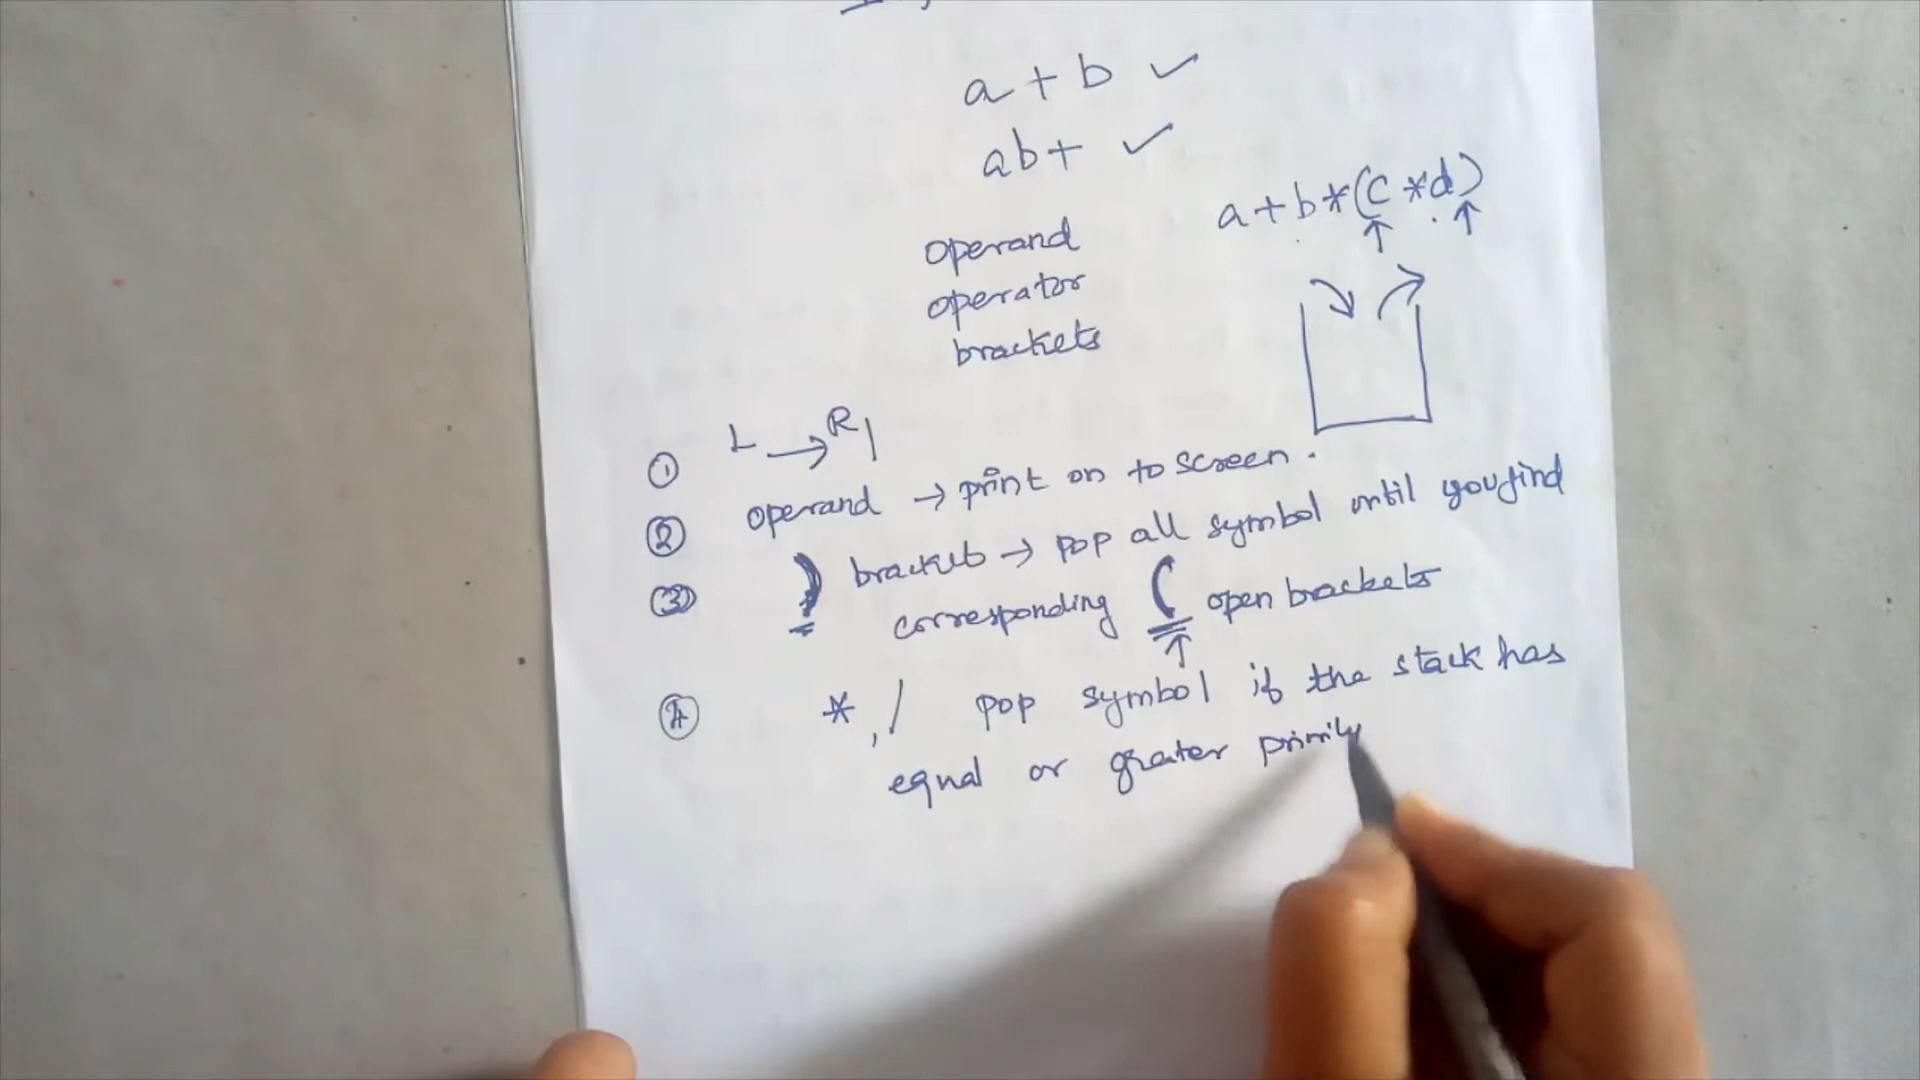 a + b ✓
ab+ ✓
a+b*(c*d)
operand
operator
brackets
① L → R
② operand → print on to screen.
③ ) bracket → pop all symbol until you find
corresponding ( open brackets
④ *, / pop symbol if the stack has
equal or greater